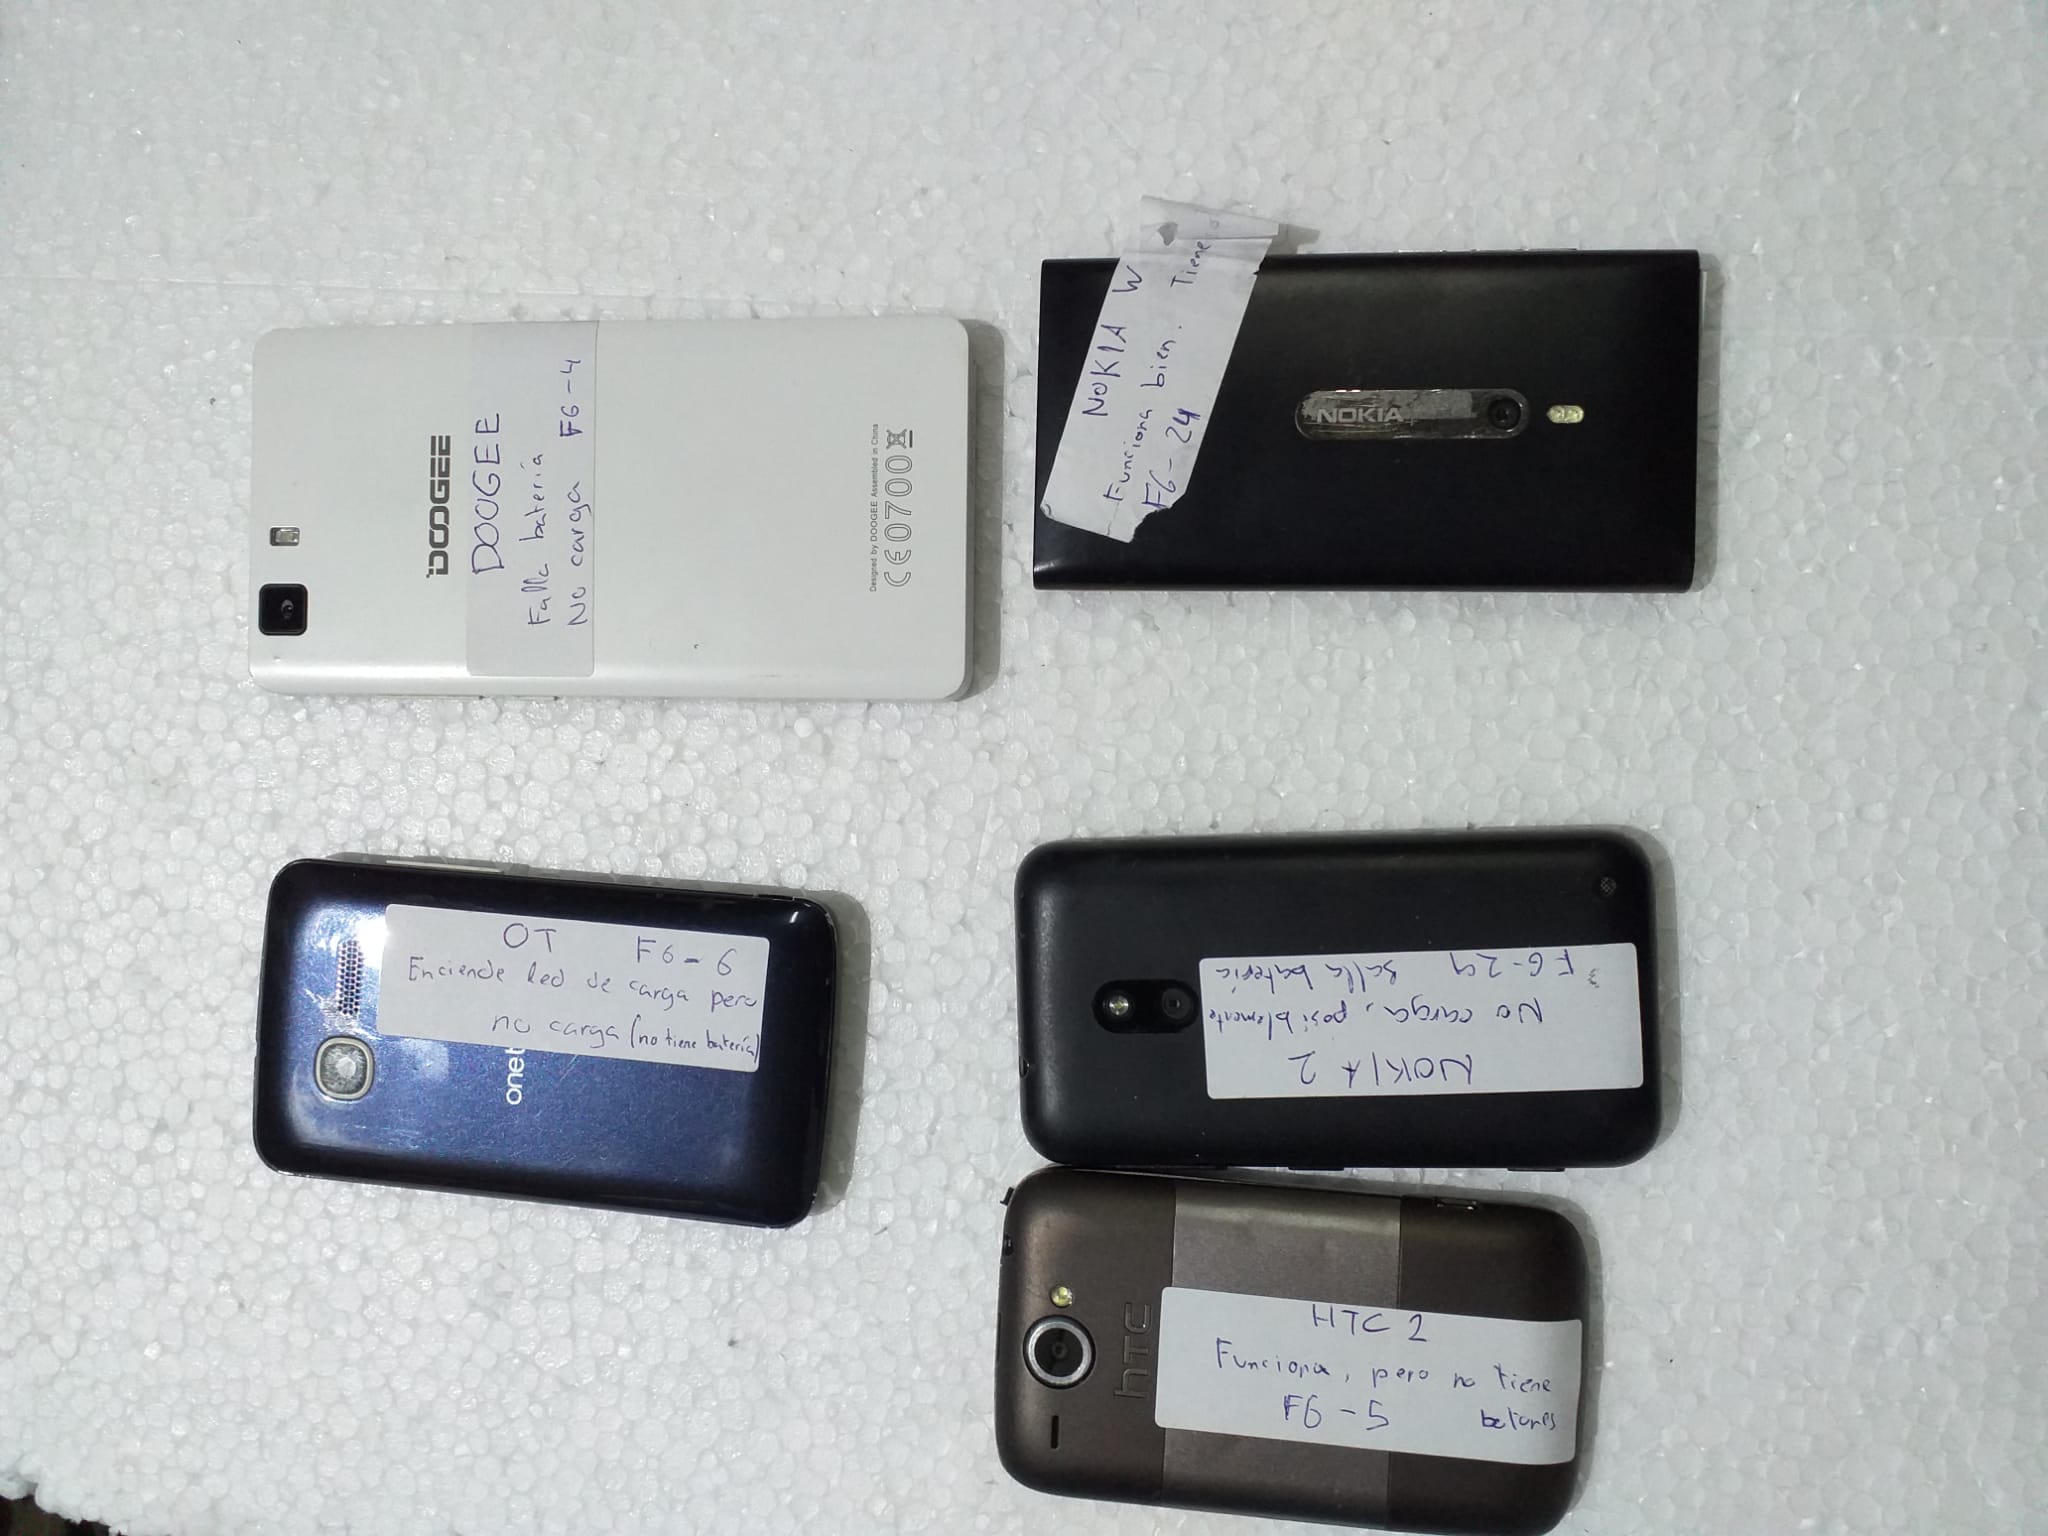 DOOGEE
DOOGEE
Falla batería
No carga F6-4
Designed by DOOGEE Assembled in China
CE0700
NOKIA W
Funciona bien. Tiene
F6-24
NOKIA
OT F6-6
Enciende led de carga pero
no carga (no tiene batería)
onet
NOKIA 2
No carga, posiblemente
F6-29 falla batería
hTC
HTC 2
Funciona, pero no tiene
F6-5 botones